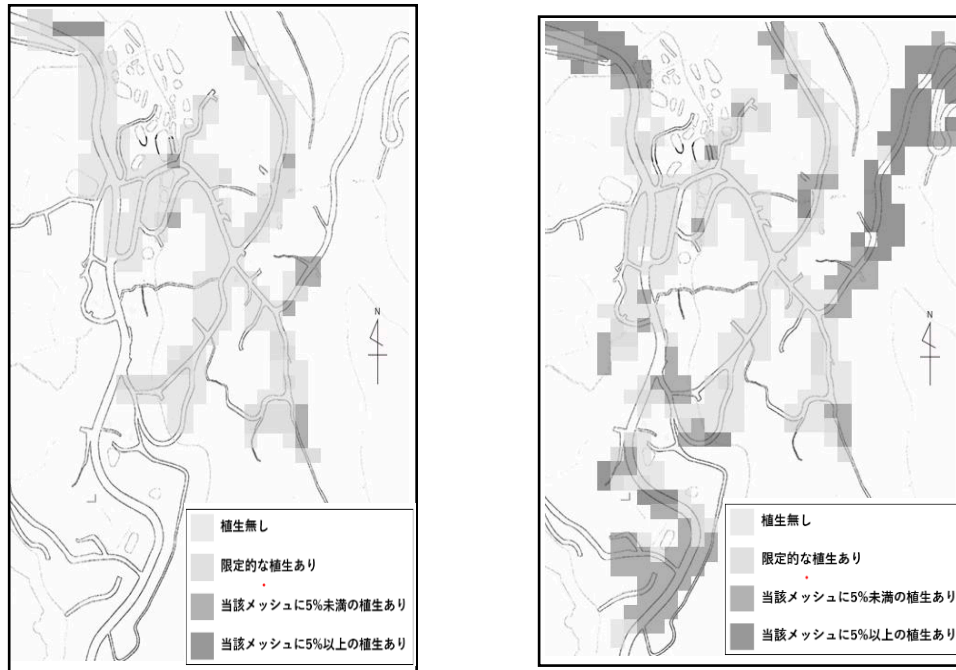 N
植生無し
限定的な植生あり
当該メッシュに5%未満の植生あり
当該メッシュに5%以上の植生あり
N
植生無し
限定的な植生あり
当該メッシュに5%未満の植生あり
当該メッシュに5%以上の植生あり